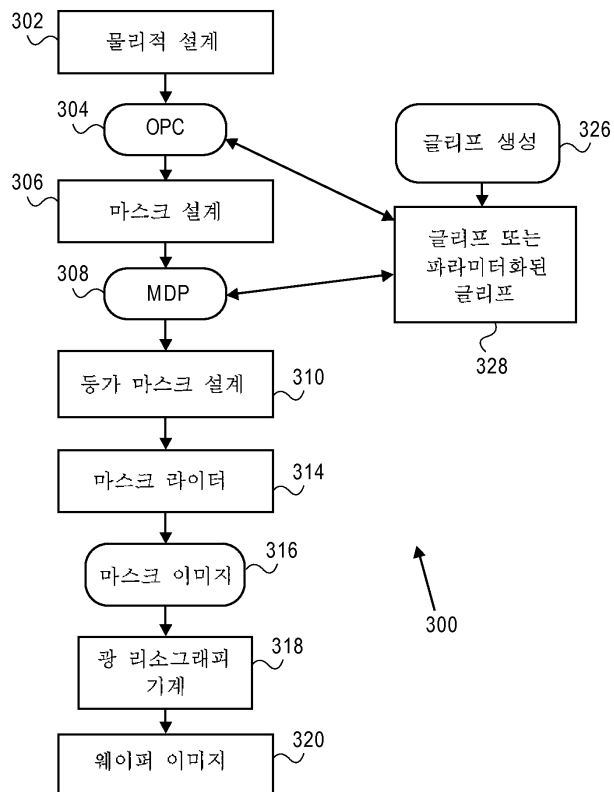 302
물리적 설계
304
OPC
306
마스크 설계
308
MDP
등가 마스크 설계
310
마스크 라이터
314
마스크 이미지
316
광 리소그래피
기계
318
웨이퍼 이미지
320
글리프 생성
326
글리프 또는
파라미터화된
글리프
328
300